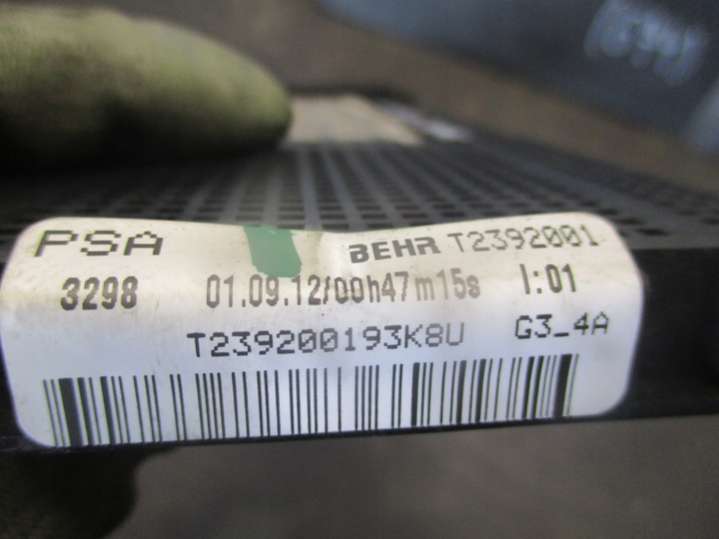 PSA BEHR T2392001
3298 01.09.12/00h47m15s I:01
T239200193K8U G3_4A